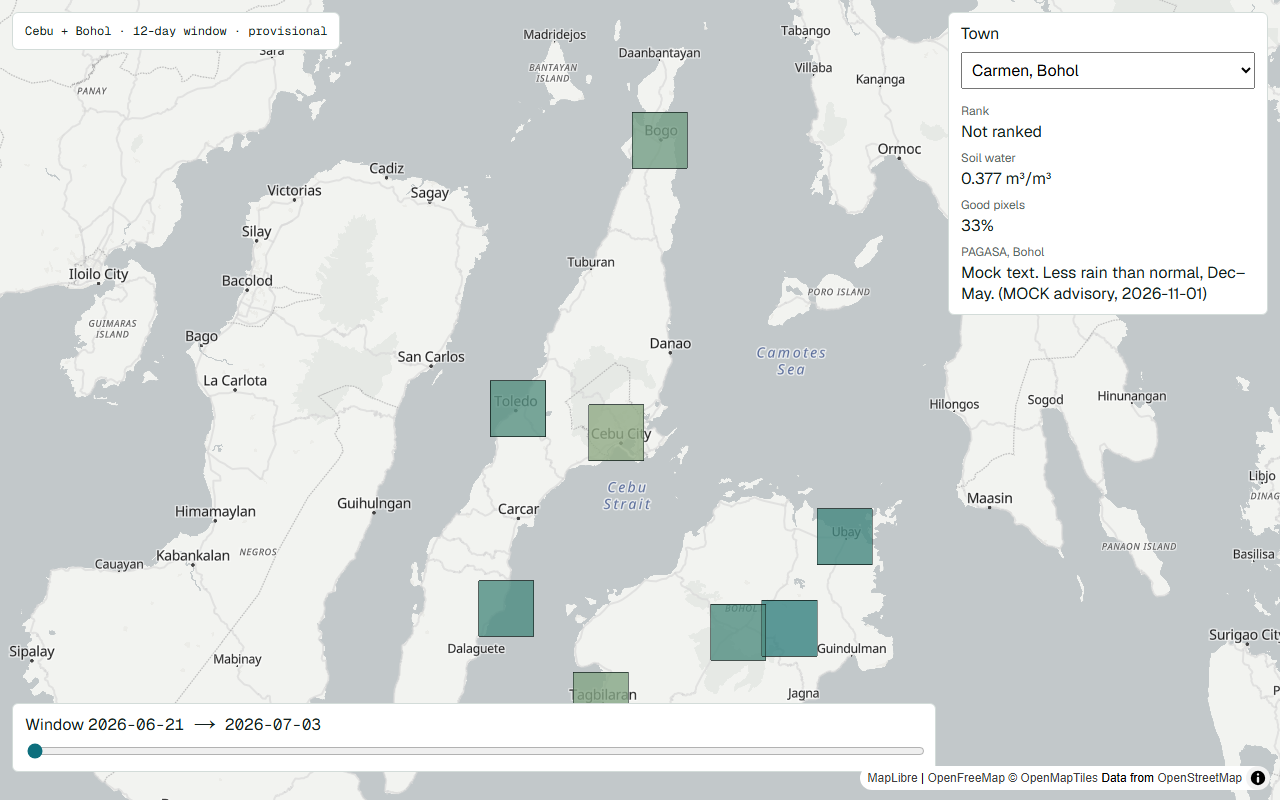 Cebu + Bohol · 12-day window · provisional
Town
Carmen, Bohol
Rank
Not ranked
Soil water
0.377 m³/m³
Good pixels
33%
PAGASA, Bohol
Mock text. Less rain than normal, Dec–
May. (MOCK advisory, 2026-11-01)
Madridejos
Tabango
Sara
Daanbantayan
BANTAYAN
ISLAND
Villaba
Kananga
PANAY
Bogo
Ormoc
Cadiz
Victorias
Sagay
Silay
Tuburan
Iloilo City
Bacolod
PORO ISLAND
GUIMARAS
ISLAND
Bago
Danao
San Carlos
Camotes
Sea
La Carlota
Toledo
Hilongos
Sogod
Hinunangan
Cebu City
Libjo
Cebu
Strait
DINAG
Maasin
Guihulngan
Carcar
Himamaylan
Ubay
PANAON ISLAND
Kabankalan
NEGROS
Cauayan
Basilisa
BOHOL
Surigao City
Sipalay
Dalaguete
Guindulman
Mabinay
Tagbilaran
Jagna
Window 2026-06-21 → 2026-07-03
MapLibre | OpenFreeMap © OpenMapTiles Data from OpenStreetMap